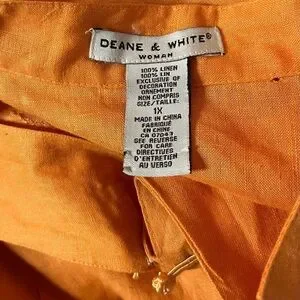 DEANE & WHITE®
WOMAN
100% LINEN
100% LIN
EXCLUSIVE OF
DECORATION
ORNEMENT
NON COMPRIS
SIZE/TAILLE:
1X
MADE IN CHINA
FABRIQUÉ
EN CHINE
CA 07043
SEE REVERSE
FOR CARE
DIRECTIVES
D'ENTRETIEN
AU VERSO